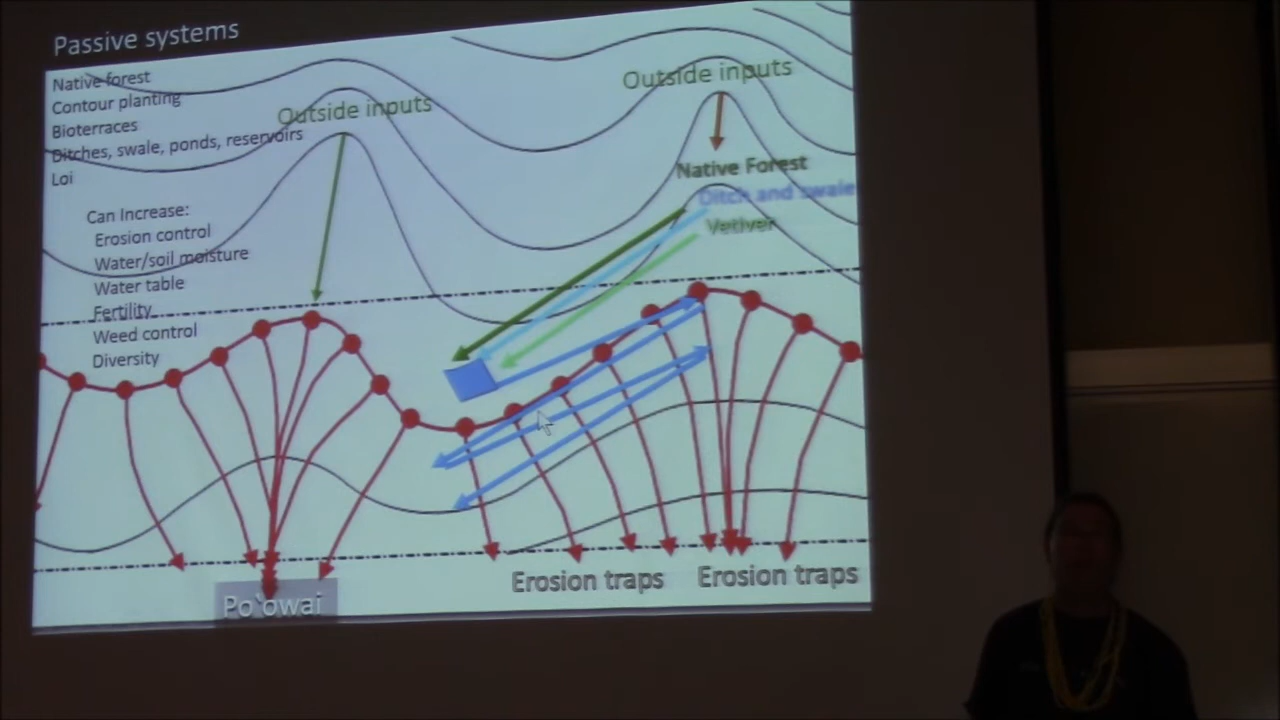 Passive systems
Native forest
Contour planting
Bioterraces
Ditches, swale, ponds, reservoirs
Loi
Can Increase:
Erosion control
Water/soil moisture
Water table
Fertility
Weed control
Diversity
Outside inputs
Outside inputs
Native Forest
Ditch and swale
Vetiver
Po`owai
Erosion traps
Erosion traps